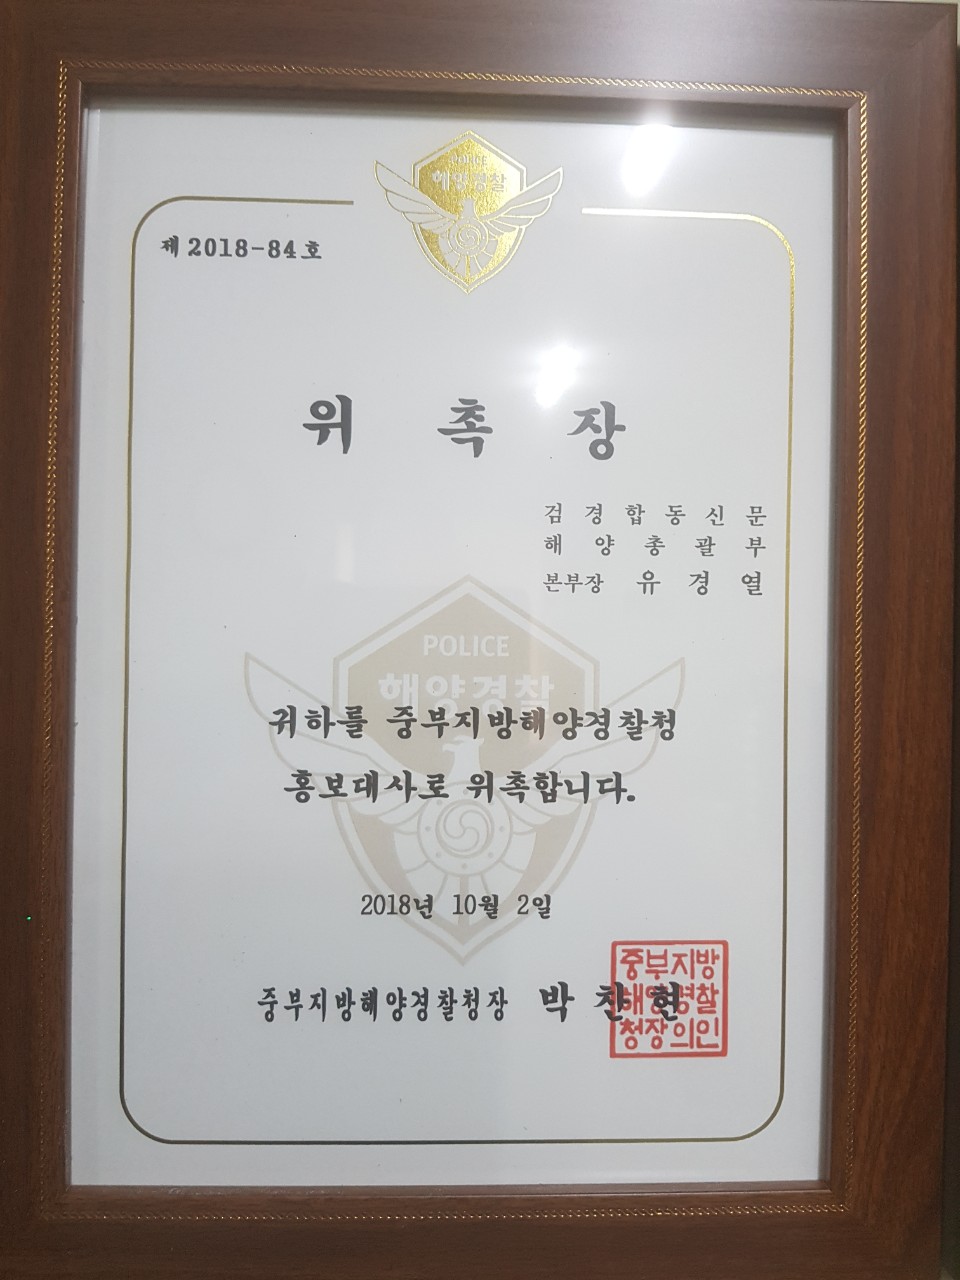 POLICE
해양경찰
제 2018-84 호
위 촉 장
검 경 합 동 신 문
해 양 총 괄 부
본부장 유 경 열
POLICE
해양경찰
귀하를 중부지방해양경찰청
홍보대사로 위촉합니다.
2018년 10월 2일
중부지방해양경찰청장 박 찬 현
중부지방
해양경찰
청장의인